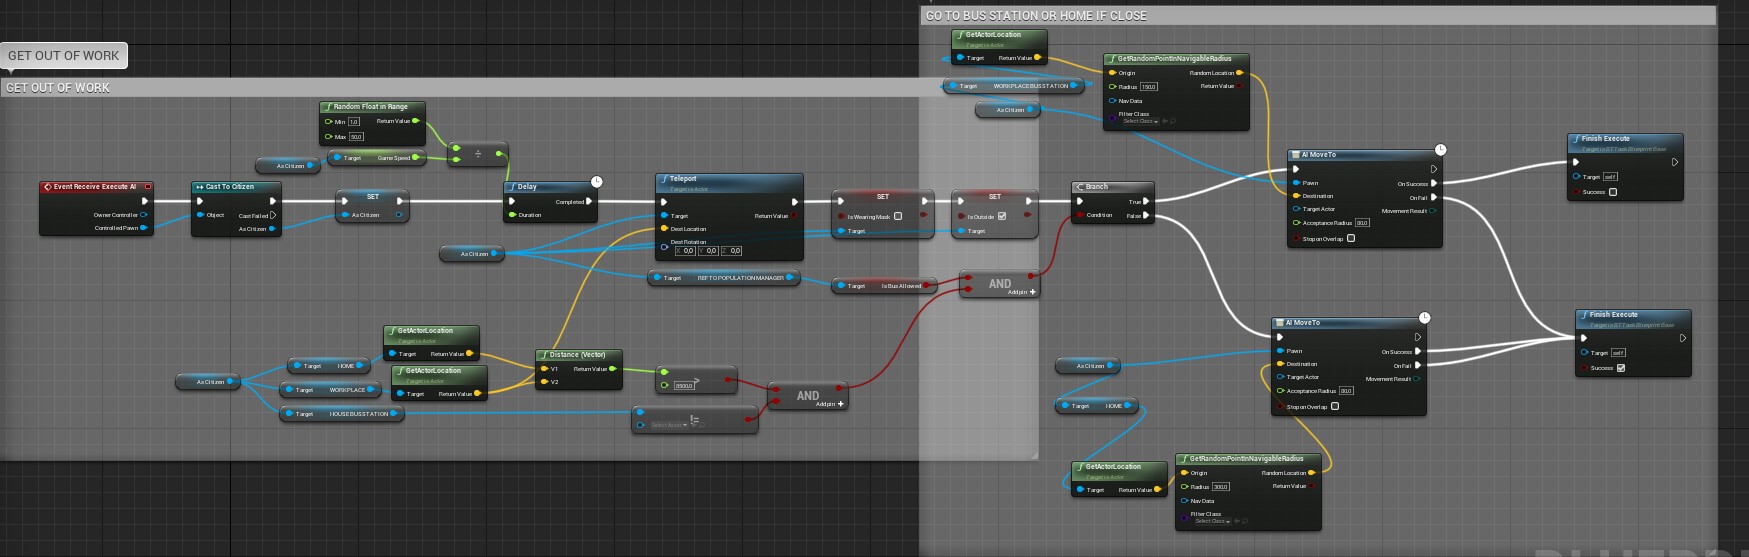 GO TO BUS STATION OR HOME IF CLOSE
GET OUT OF WORK
GET OUT OF WORK
Random Float in Range
Min 1,0 Return Value
Max 50,0
As Citizen
Target Game Speed
÷
Event Receive Execute AI
Owner Controller
Controlled Pawn
Cast To Citizen
Object Cast Failed
As Citizen
SET
As Citizen
Delay
Completed
Duration
As Citizen
Teleport
Target is Actor
Target Return Value
Dest Location
Dest Rotation
X 0,0 Y 0,0 Z 0,0
SET
Is Wearing Mask
Target
SET
Is Outside
Target
Target REF TO POPULATION MANAGER
Target Is Bus Allowed
AND
Add pin +
As Citizen
Target HOME
Target WORKPLACE
Target HOUSE BUSSTATION
GetActorLocation
Target is Actor
Target Return Value
GetActorLocation
Target is Actor
Target Return Value
Distance (Vector)
V1 Return Value
V2
>
8500,0
!=
Select Asset
AND
Add pin +
GetActorLocation
Target is Actor
Target Return Value
Target WORKPLACE BUSSTATION
As Citizen
GetRandomPointInNavigableRadius
Origin Random Location
Radius 150,0 Return Value
Nav Data
Filter Class
Select Class
Branch
True
Condition False
AI MoveTo
Pawn On Success
Destination On Fail
Target Actor Movement Result
Acceptance Radius
Stop on Overlap
Finish Execute
Target is BTTask Blueprint Base
Target self
Success
AI MoveTo
Pawn On Success
Destination On Fail
Target Actor Movement Result
Acceptance Radius
Stop on Overlap
Finish Execute
Target is BTTask Blueprint Base
Target self
Success
As Citizen
Target HOME
GetActorLocation
Target is Actor
Target Return Value
GetRandomPointInNavigableRadius
Origin Random Location
Radius 300,0 Return Value
Nav Data
Filter Class
Select Class